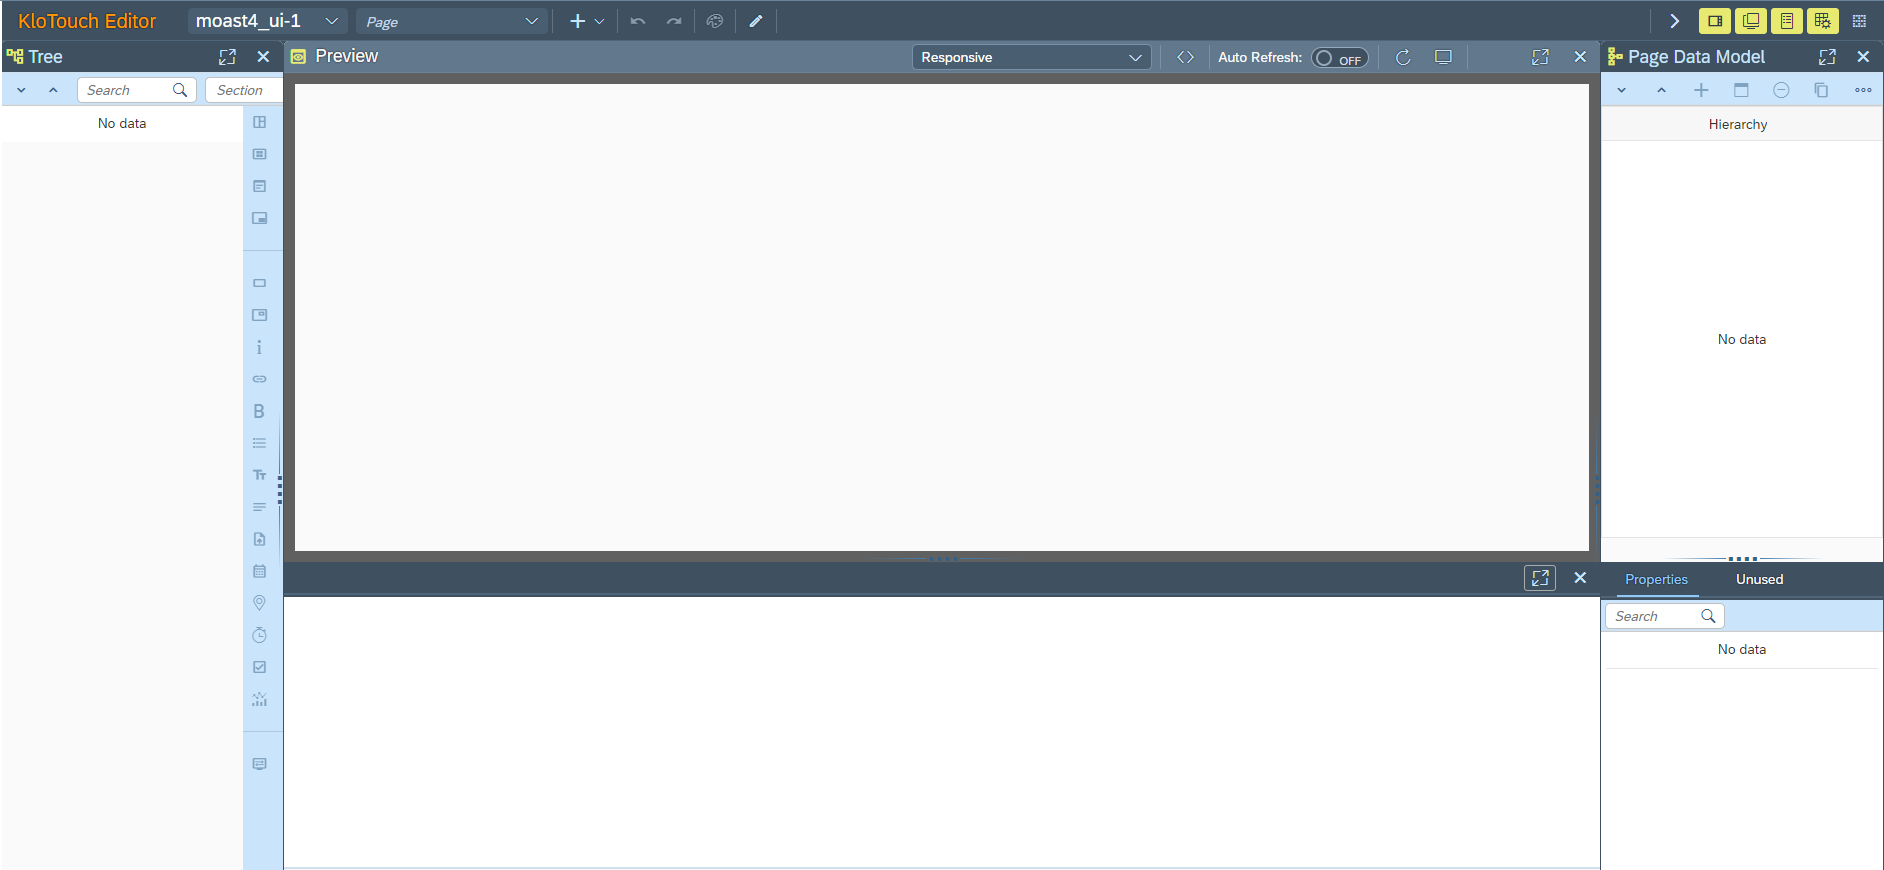 KloTouch Editor
moast4_ui-1
Page
Tree
Preview
Responsive
Auto Refresh:
OFF
Page Data Model
Search
Section
No data
Hierarchy
No data
Properties
Unused
Search
No data